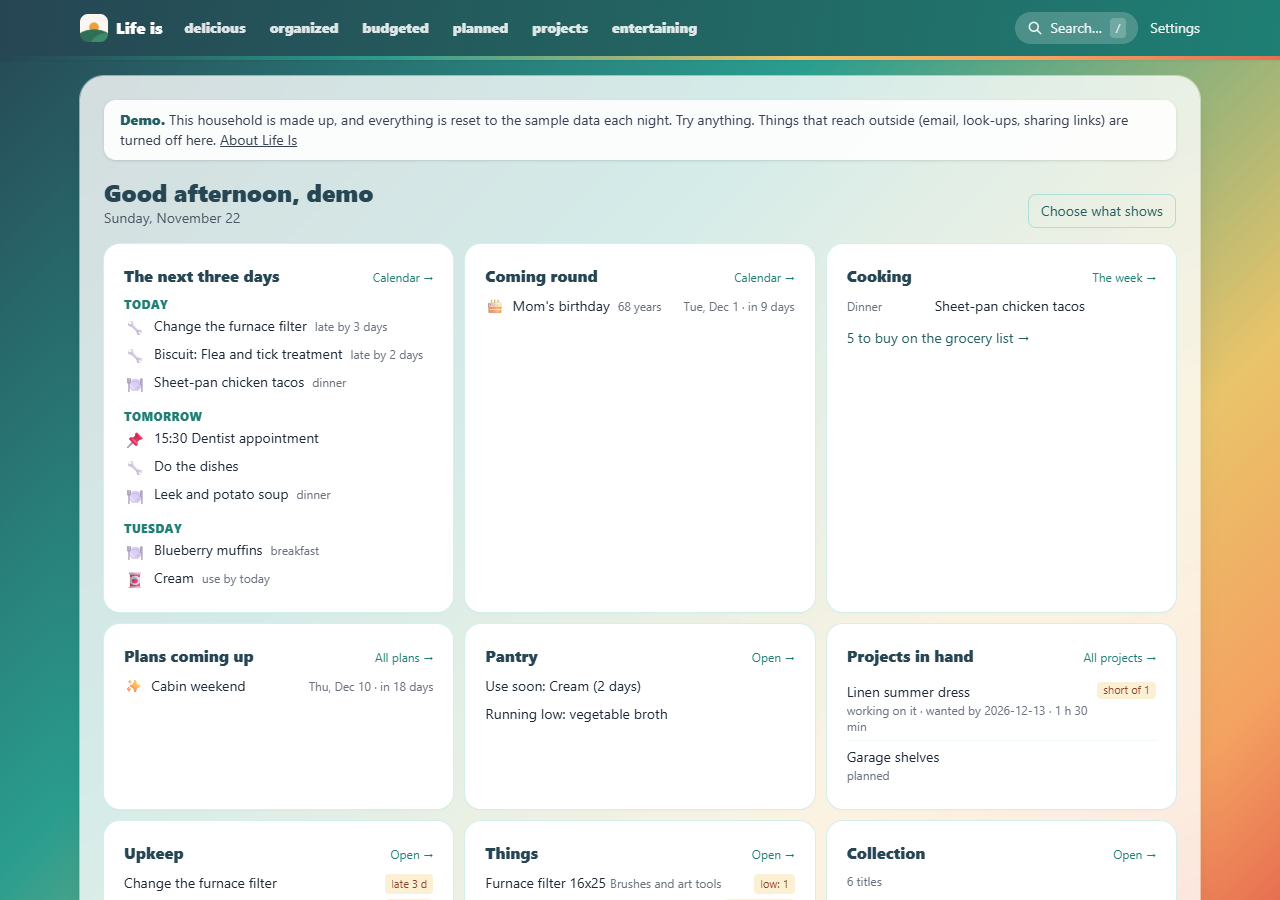 Life is
delicious
organized
budgeted
planned
projects
entertaining
Search... /
Settings
Demo. This household is made up, and everything is reset to the sample data each night. Try anything. Things that reach outside (email, look-ups, sharing links) are
turned off here. About Life Is
Good afternoon, demo
Sunday, November 22
Choose what shows
The next three days
Calendar →
TODAY
Change the furnace filter late by 3 days
Biscuit: Flea and tick treatment late by 2 days
Sheet-pan chicken tacos dinner
TOMORROW
15:30 Dentist appointment
Do the dishes
Leek and potato soup dinner
TUESDAY
Blueberry muffins breakfast
Cream use by today
Coming round
Calendar →
Mom's birthday 68 years Tue, Dec 1 · in 9 days
Cooking
The week →
Dinner Sheet-pan chicken tacos
5 to buy on the grocery list →
Plans coming up
All plans →
Cabin weekend Thu, Dec 10 · in 18 days
Pantry
Open →
Use soon: Cream (2 days)
Running low: vegetable broth
Projects in hand
All projects →
Linen summer dress short of 1
working on it · wanted by 2026-12-13 · 1 h 30
min
Garage shelves
planned
Upkeep
Open →
Change the furnace filter late 3 d
Things
Open →
Furnace filter 16x25 Brushes and art tools low: 1
Collection
Open →
6 titles